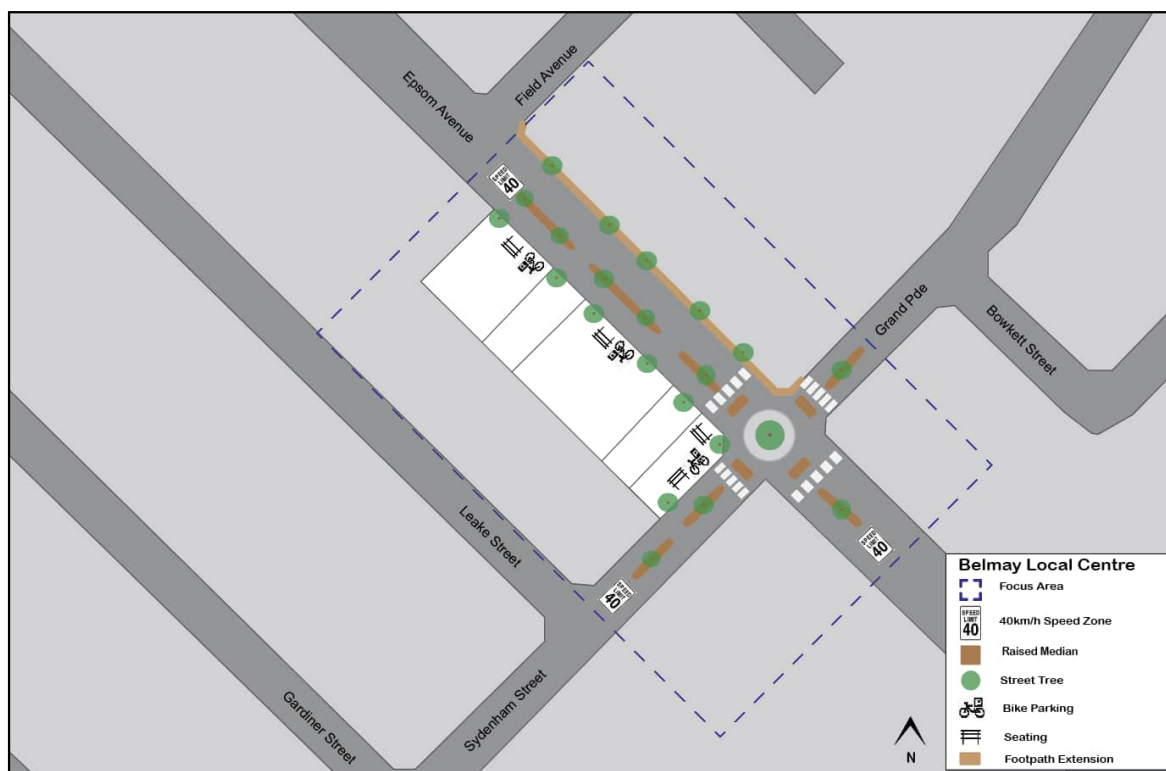 Epsom Avenue
Field Avenue
SPEED
LIMIT
40
Grand Pde
Bowkett Street
Leake Street
SPEED
LIMIT
40
SPEED
LIMIT
40
Gardiner Street
Sydenham Street
N
Belmay Local Centre
Focus Area
SPEED
LIMIT
40
40km/h Speed Zone
Raised Median
Street Tree
Bike Parking
Seating
Footpath Extension